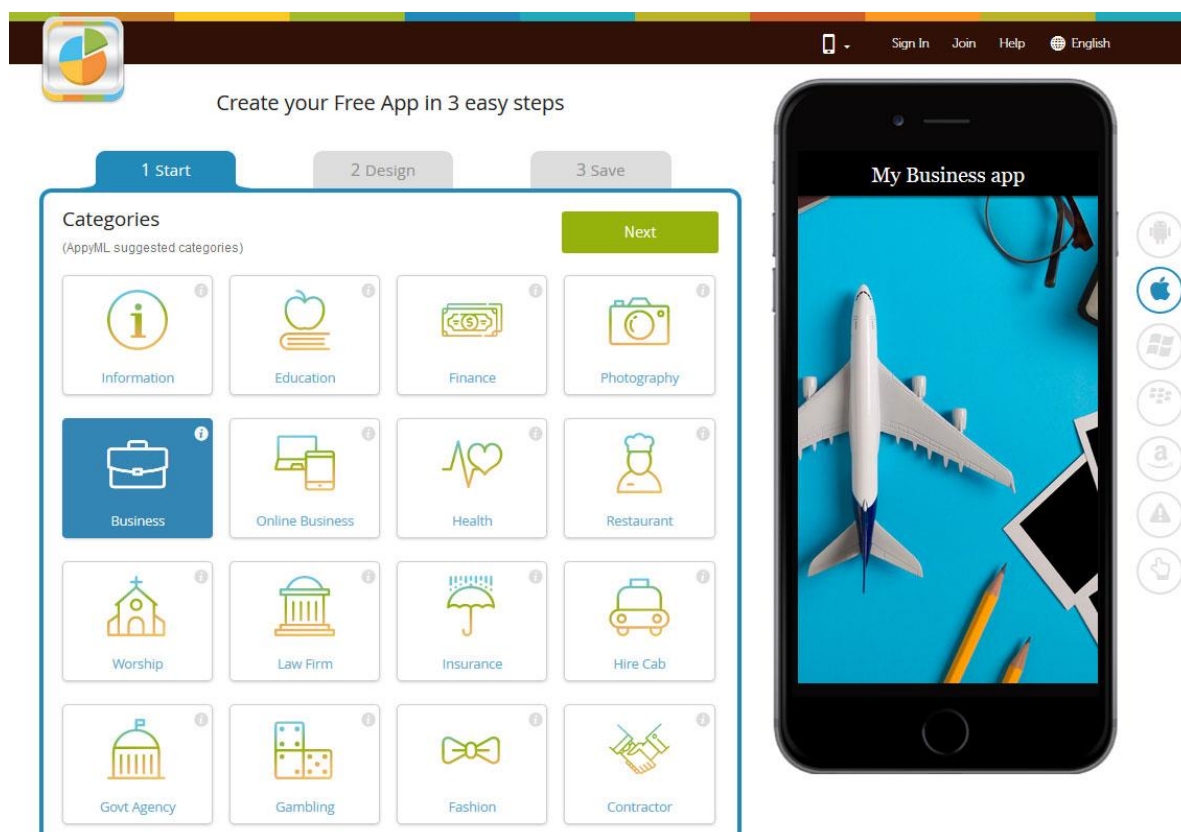 Sign In Join Help English
Create your Free App in 3 easy steps
1 Start 2 Design 3 Save
Categories
(AppyML suggested categories)
Next
My Business app
Information Education Finance Photography
Business Online Business Health Restaurant
Worship Law Firm Insurance Hire Cab
Govt Agency Gambling Fashion Contractor